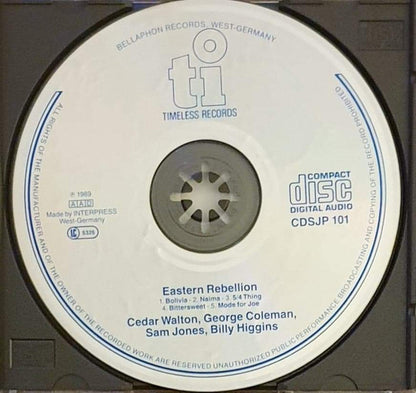 BELLAPHON RECORDS WEST-GERMANY
ti
TIMELESS RECORDS
ALL RIGHTS OF THE MANUFACTURER AND OF THE OWNER OF THE RECORDED WORK ARE RESERVED UNAUTHORIZED PUBLIC PERFORMANCE BROADCASTING AND COPYING OF THE RECORD PROHIBITED
℗ 1989
AAD
Made by INTERPRESS
West-Germany
LC 5326
COMPACT
disc
DIGITAL AUDIO
CDSJP 101
Eastern Rebellion
1. Bolivia · 2. Naima · 3. 5/4 Thing
4. Bittersweet · 5. Mode for Joe
Cedar Walton, George Coleman,
Sam Jones, Billy Higgins